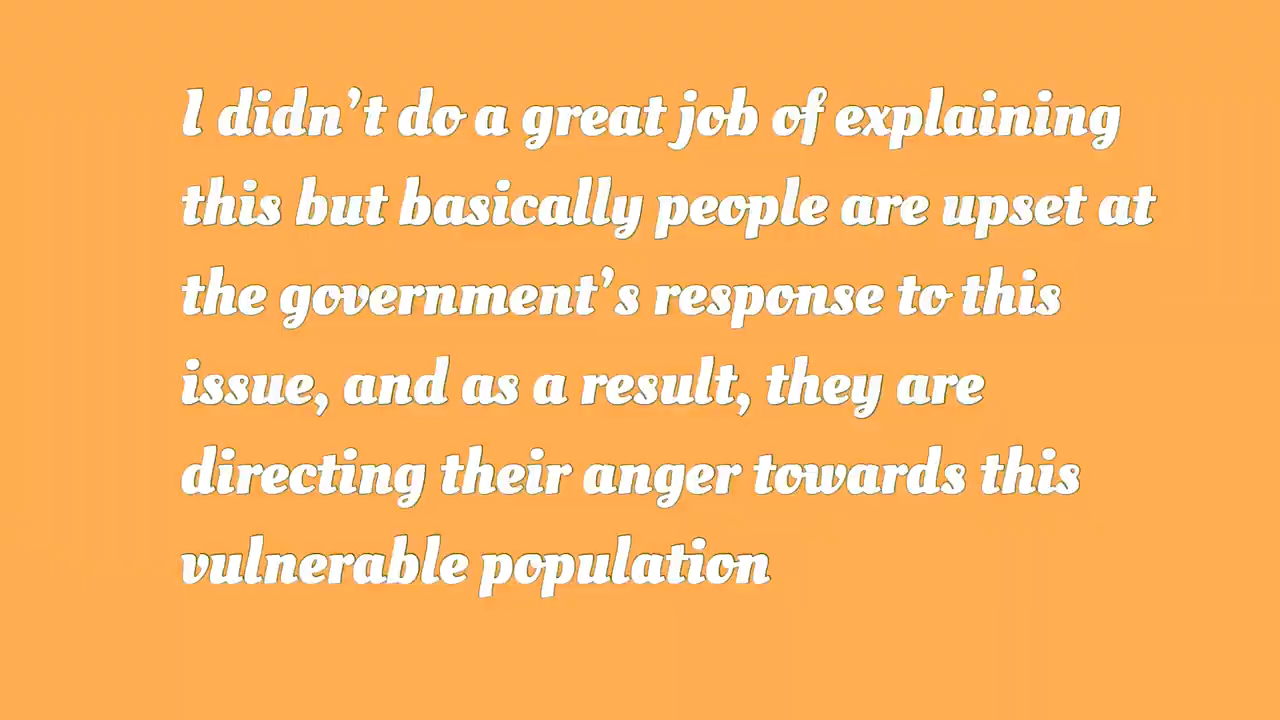 I didn’t do a great job of explaining
this but basically people are upset at
the government’s response to this
issue, and as a result, they are
directing their anger towards this
vulnerable population